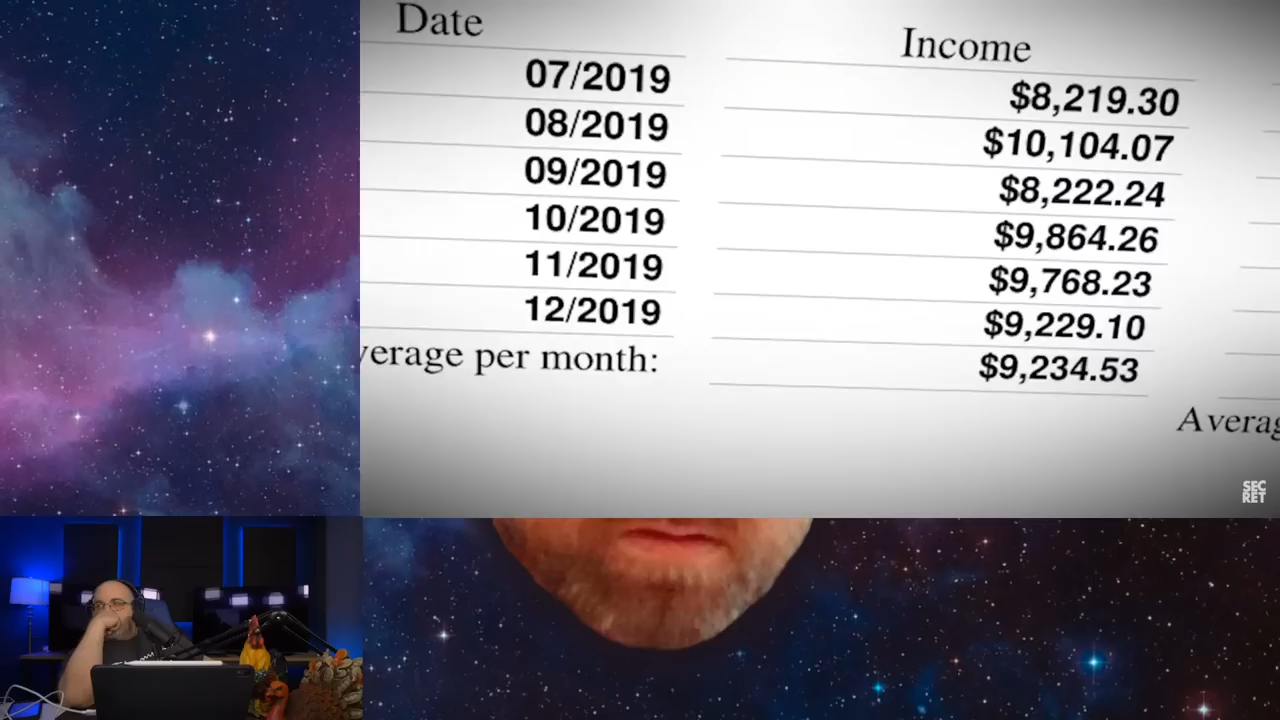 Date Income
07/2019 $8,219.30
08/2019 $10,104.07
09/2019 $8,222.24
10/2019 $9,864.26
11/2019 $9,768.23
12/2019 $9,229.10
verage per month: $9,234.53
Averag
SEC
RET